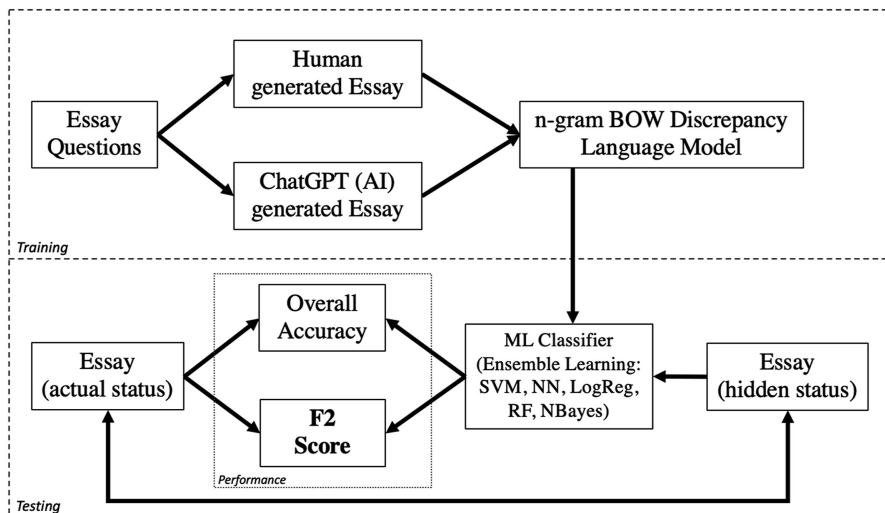 Human
generated Essay
Essay
Questions
n-gram BOW Discrepancy
Language Model
ChatGPT (AI)
generated Essay
Training
Overall
Accuracy
Essay
(actual status)
ML Classifier
(Ensemble Learning:
SVM, NN, LogReg,
RF, NBayes)
Essay
(hidden status)
F2
Score
Performance
Testing